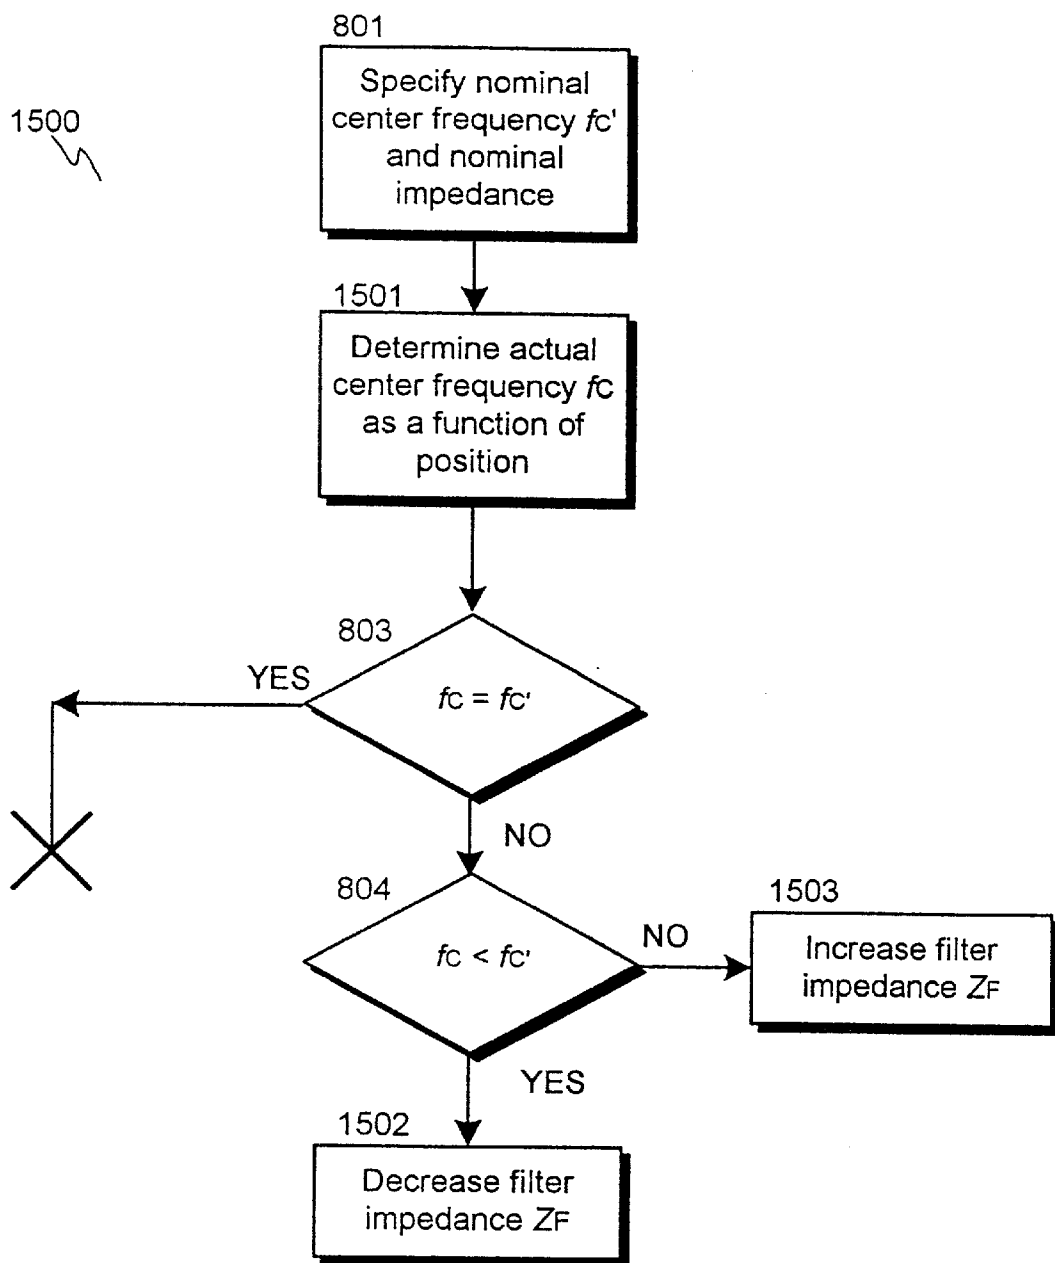 801
Specify nominal
center frequency fC'
and nominal
impedance
1500
1501
Determine actual
center frequency fC
as a function of
position
803
YES
fC = fC'
NO
804
fC < fC'
NO
1503
Increase filter
impedance ZF
YES
1502
Decrease filter
impedance ZF